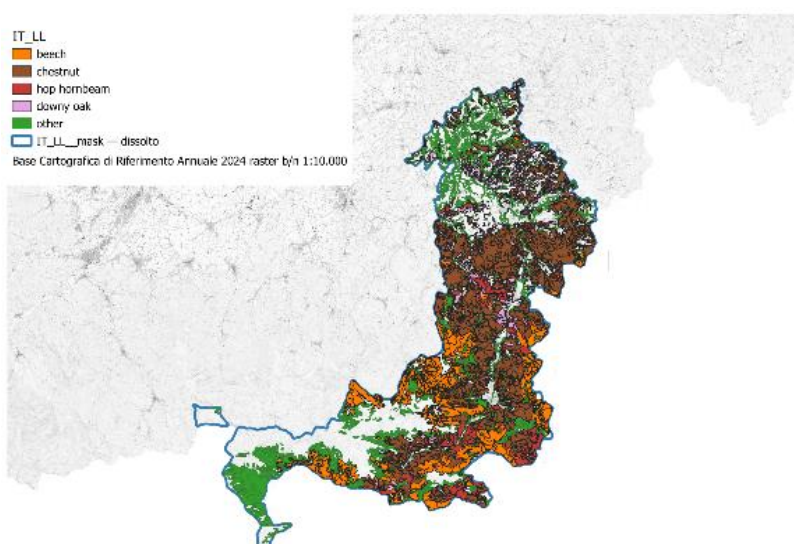 IT_LL
beech
chestnut
hop hornbeam
downy oak
other
IT_LL__mask — dissolto
Base Cartografica di Riferimento Annuale 2024 raster b/n 1:10.000